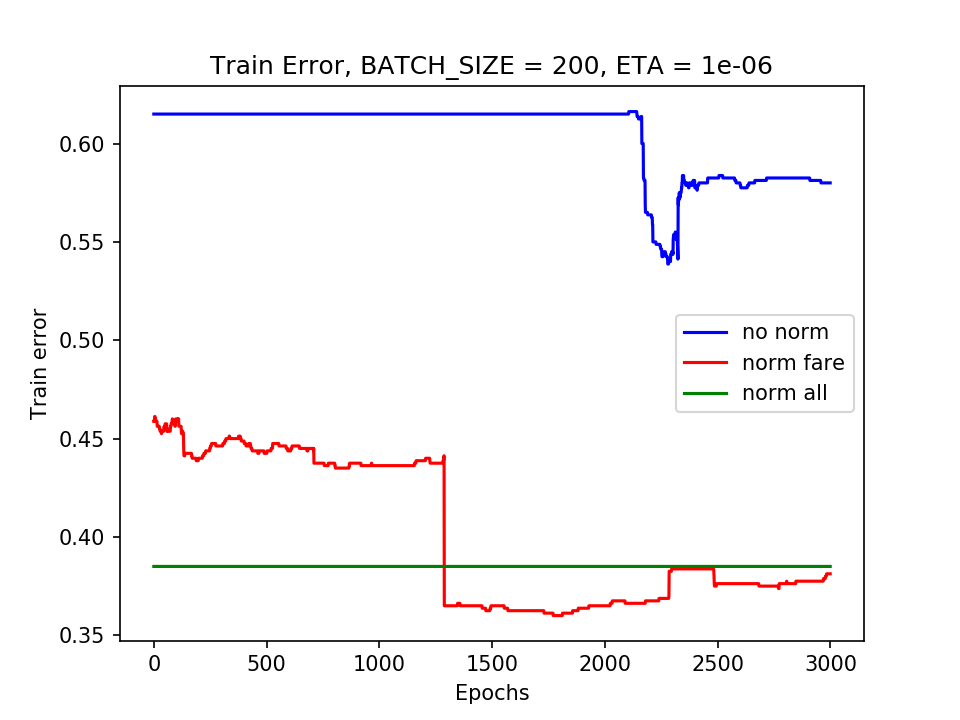 Train Error, BATCH_SIZE = 200, ETA = 1e-06
Train error
0.60
0.55
0.50
0.45
0.40
0.35
no norm
norm fare
norm all
0 500 1000 1500 2000 2500 3000
Epochs